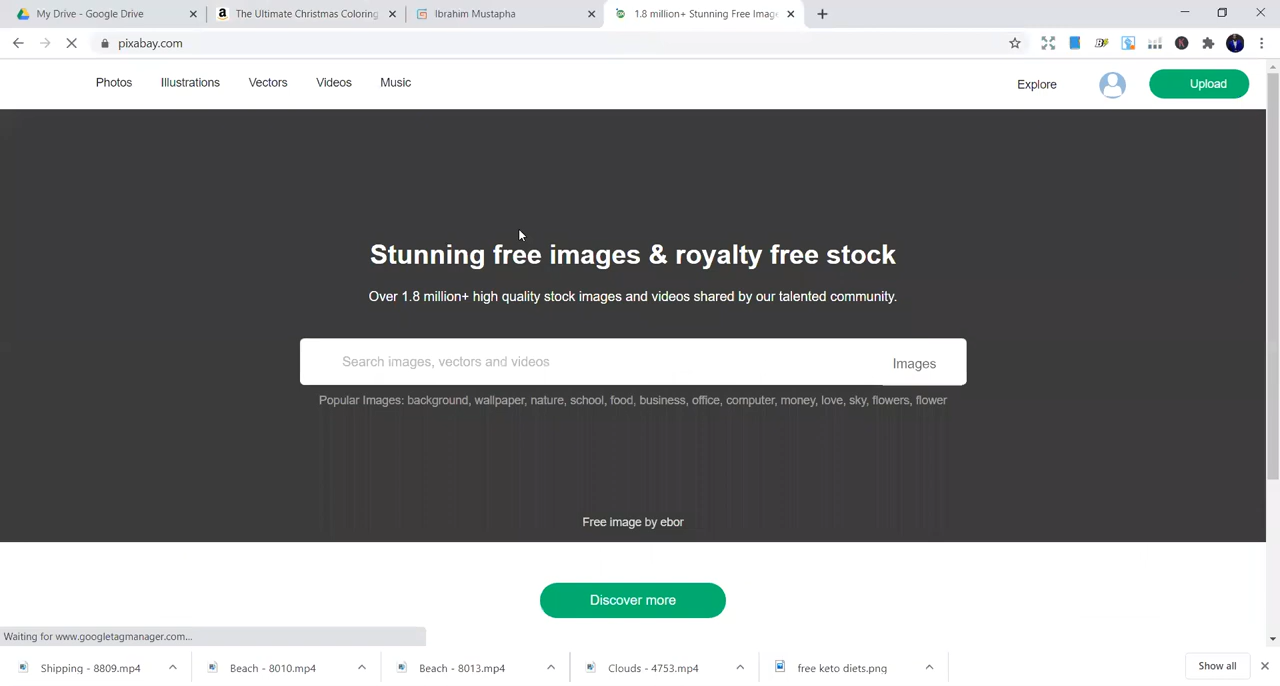 My Drive - Google Drive
The Ultimate Christmas Coloring
Ibrahim Mustapha
1.8 million+ Stunning Free Imag
pixabay.com
Photos Illustrations Vectors Videos Music Explore Upload
Stunning free images & royalty free stock
Over 1.8 million+ high quality stock images and videos shared by our talented community.
Search images, vectors and videos Images
Popular Images: background, wallpaper, nature, school, food, business, office, computer, money, love, sky, flowers, flower
Free image by ebor
Discover more
Waiting for www.googletagmanager.com...
Shipping - 8809.mp4 Beach - 8010.mp4 Beach - 8013.mp4 Clouds - 4753.mp4 free keto diets.png Show all